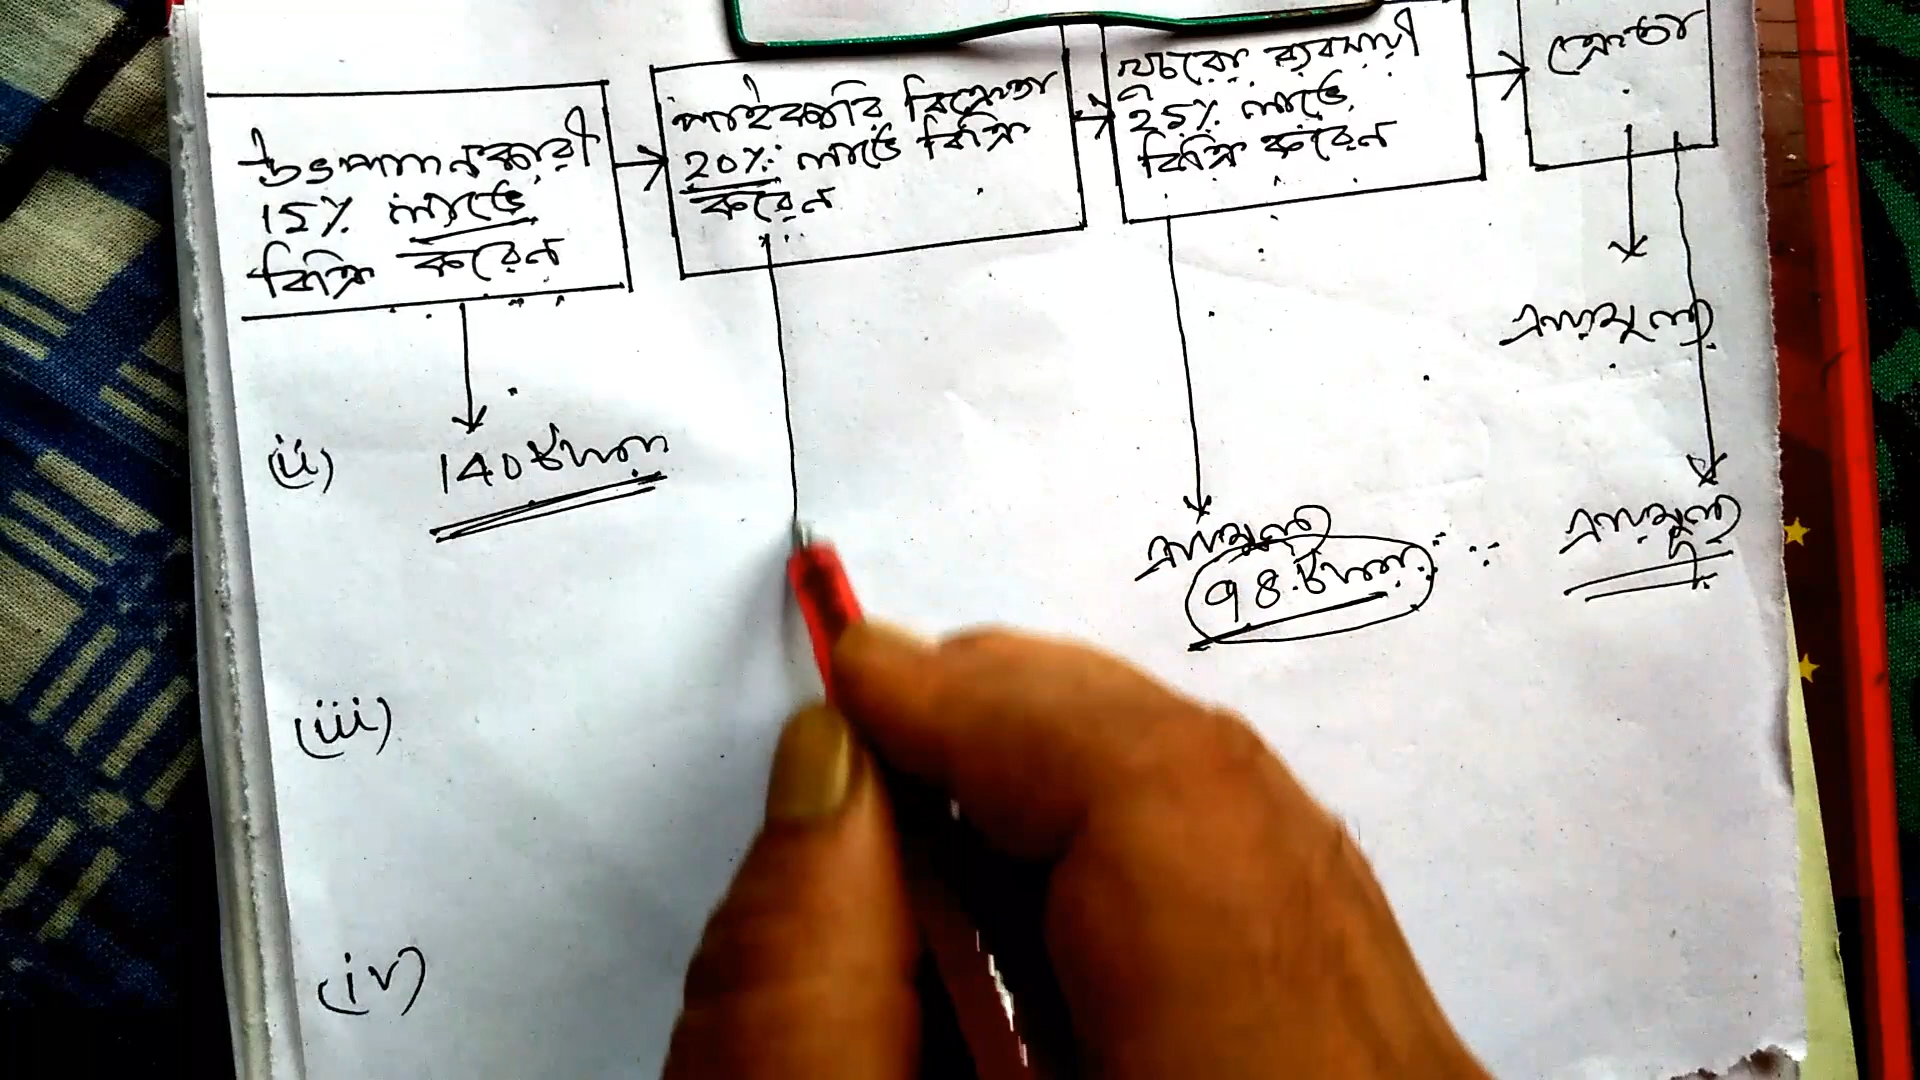 উৎপাদনকারী
15% লাভে
বিক্রি করেন
পাইকারি বিক্রেতা
20% লাভে বিক্রি
করেন
খুচরো ব্যবসায়ী
25% লাভে
বিক্রি করেন
ক্রেতা
ক্রয়মূল্য
(ii)
140 টাকা
ক্রয়মূল্য
98 টাকা
ক্রয়মূল্য
(iii)
(iv)